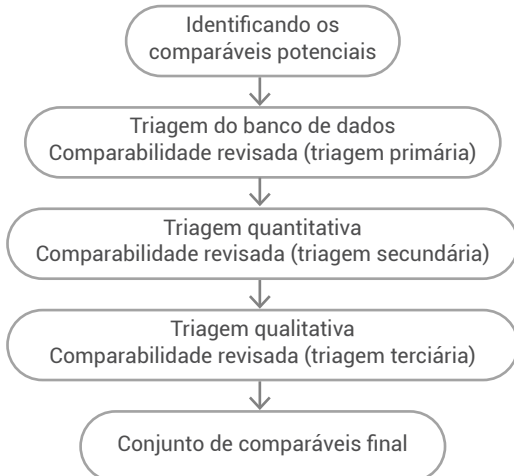 Identificando os
comparáveis potenciais
Triagem do banco de dados
Comparabilidade revisada (triagem primária)
Triagem quantitativa
Comparabilidade revisada (triagem secundária)
Triagem qualitativa
Comparabilidade revisada (triagem terciária)
Conjunto de comparáveis final